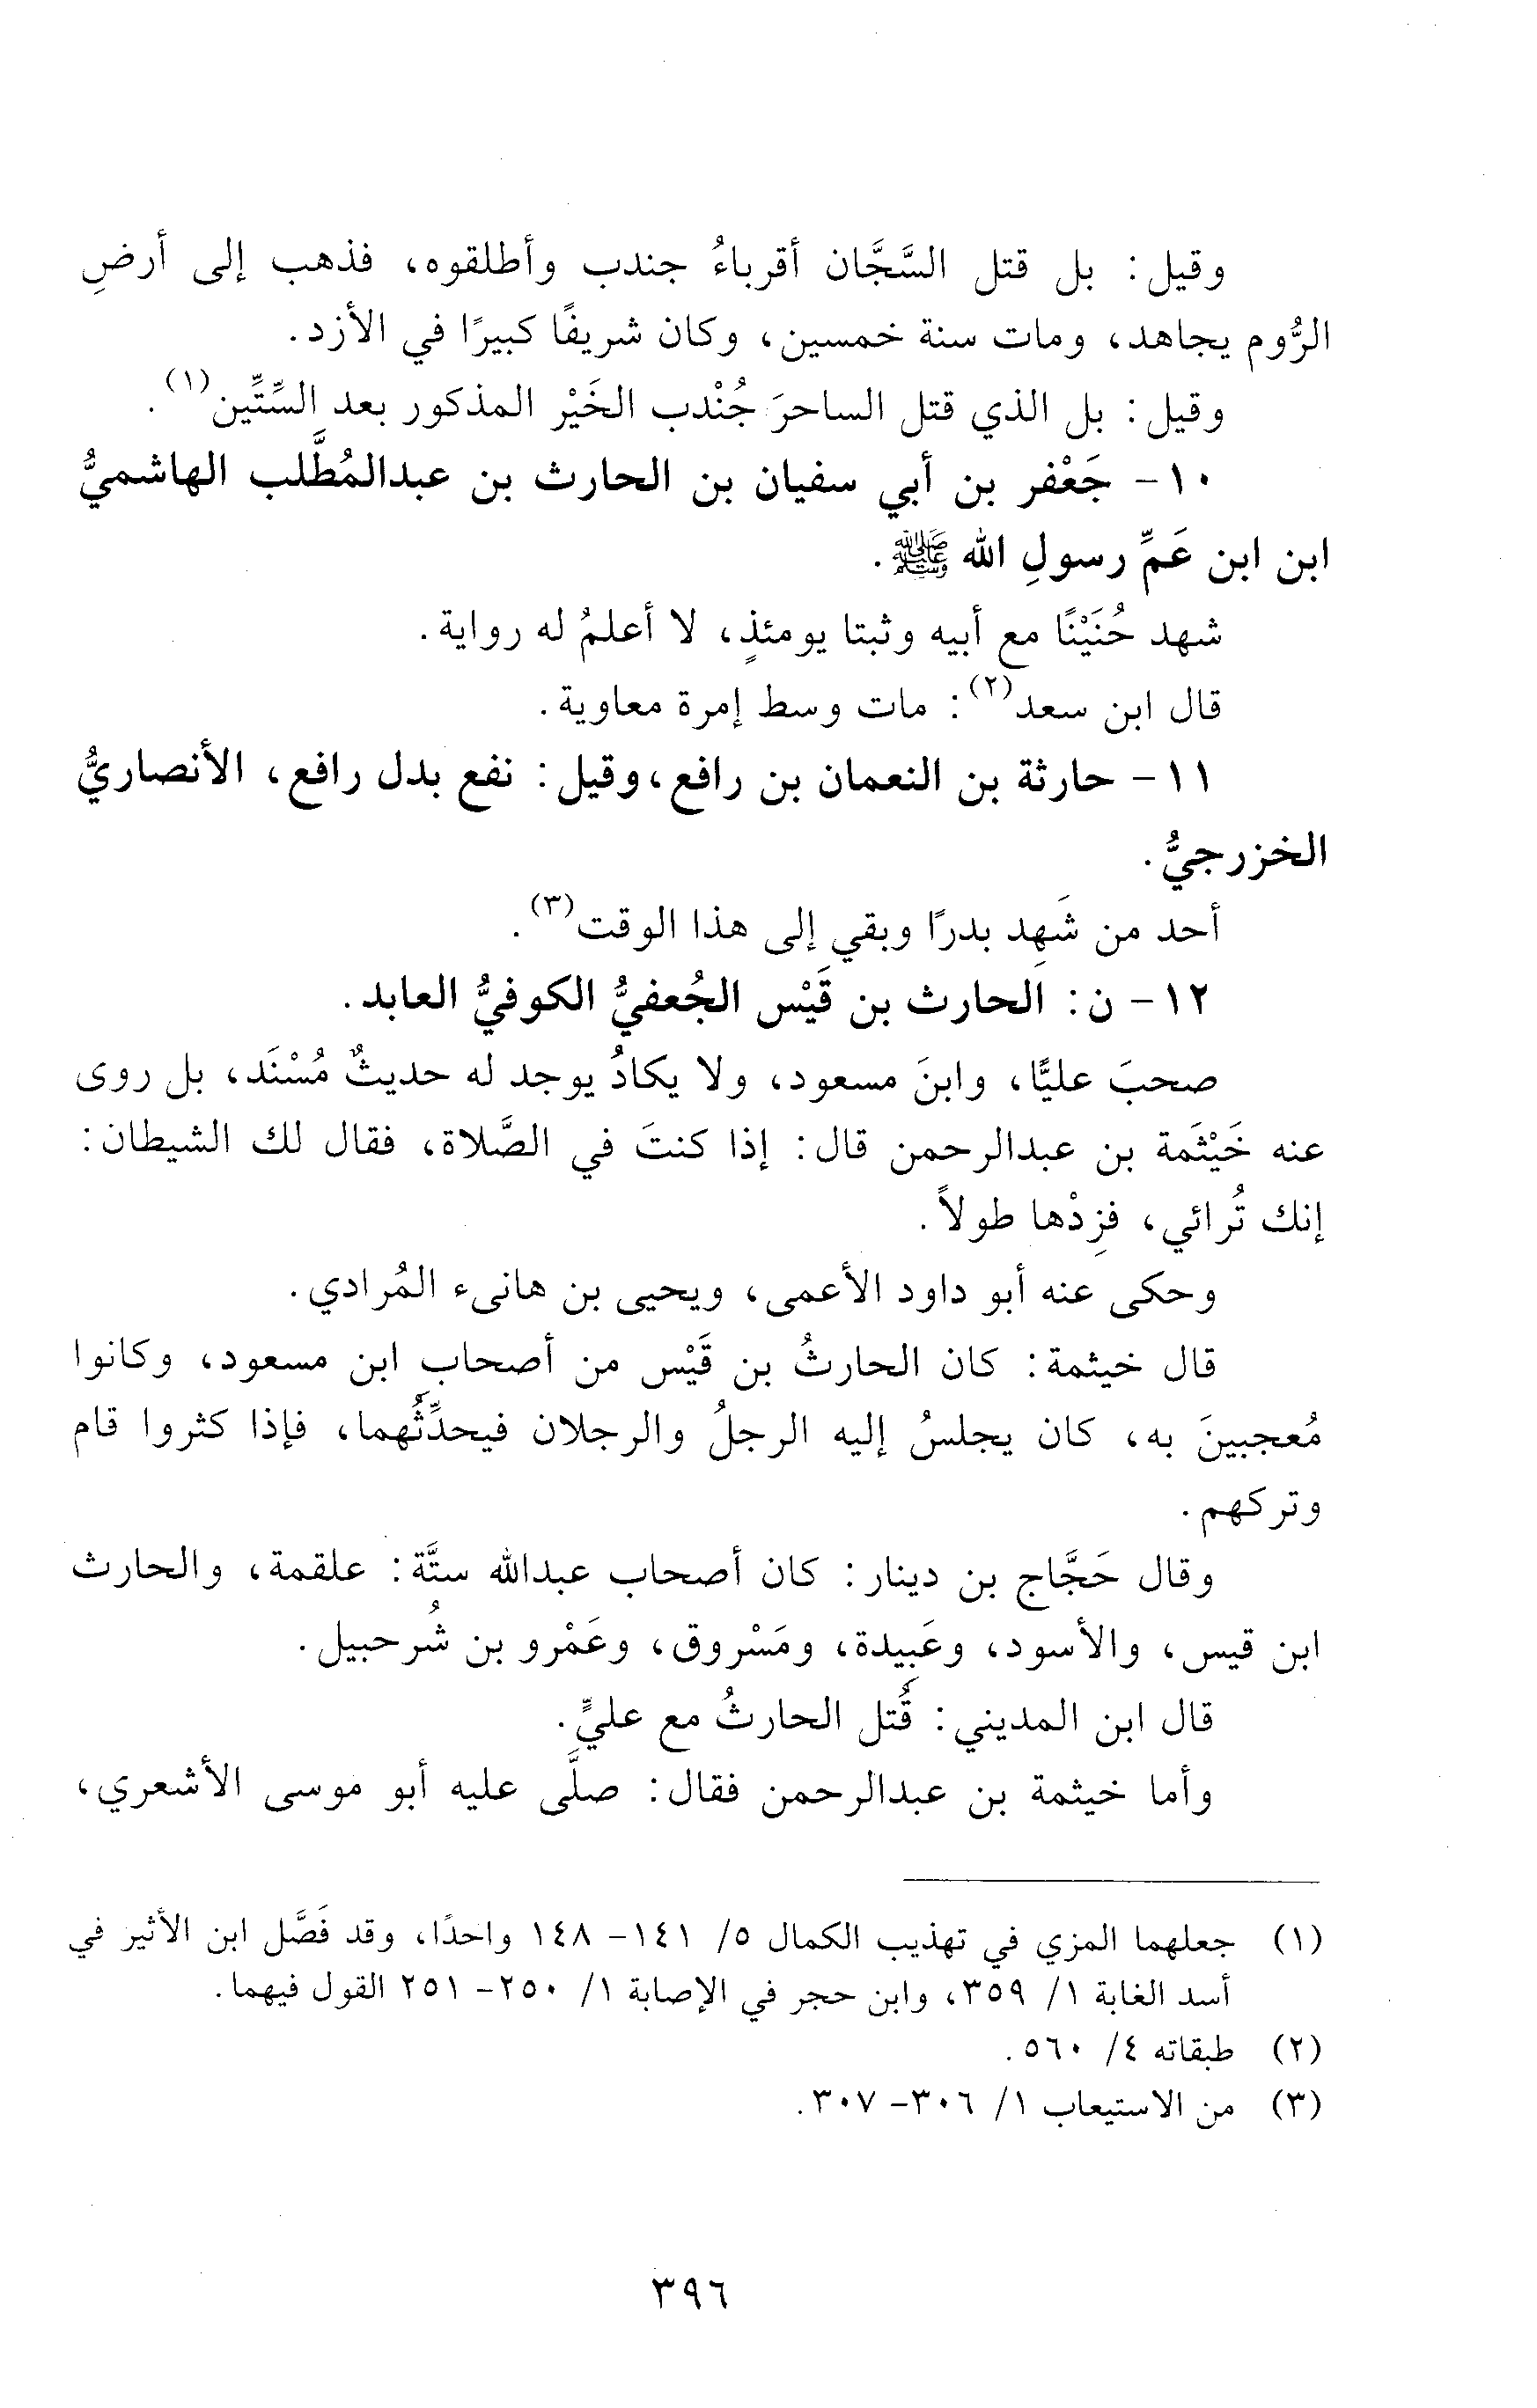 وقيل: بل قتل السَّجَّان أقرباءُ جندب وأطلقوه، فذهب إلى أرضِ
الرُّوم يجاهد، ومات سنة خمسين، وكان شريفًا كبيرًا في الأزد.
وقيل: بل الذي قتل الساحرَ جُنْدب الخَيْر المذكور بعد السِّتِّين(١).
١٠- جَعْفر بن أبي سفيان بن الحارث بن عبدالمُطَّلب الهاشميُّ
ابن ابن عَمِّ رسولِ الله ﷺ.
شهد حُنَيْنًا مع أبيه وثبتا يومئذٍ، لا أعلمُ له رواية.
قال ابن سعد(٢): مات وسط إمرة معاوية.
١١- حارثة بن النعمان بن رافع، وقيل: نفع بدل رافع، الأنصاريُّ
الخزرجيُّ.
أحد من شَهِد بدرًا وبقي إلى هذا الوقت(٣).
١٢- ن: الحارث بن قَيْس الجُعفيُّ الكوفيُّ العابد.
صحبَ عليًّا، وابنَ مسعود، ولا يكادُ يوجد له حديثٌ مُسْنَد، بل روى
عنه خَيْثَمة بن عبدالرحمن قال: إذا كنتَ في الصَّلاة، فقال لك الشيطان:
إنك تُرائي، فزِدْها طولاً.
وحكى عنه أبو داود الأعمى، ويحيى بن هانىء المُرادي.
قال خيثمة: كان الحارثُ بن قَيْس من أصحاب ابن مسعود، وكانوا
مُعجبينَ به، كان يجلسُ إليه الرجلُ والرجلان فيحدِّثُهما، فإذا كثروا قام
وتركهم.
وقال حَجَّاج بن دينار: كان أصحاب عبدالله ستَّة: علقمة، والحارث
ابن قيس، والأسود، وعَبِيدة، ومَسْروق، وعَمْرو بن شُرحبيل.
قال ابن المديني: قُتل الحارثُ مع عليٍّ.
وأما خيثمة بن عبدالرحمن فقال: صلَّى عليه أبو موسى الأشعري،
(١) جعلهما المزي في تهذيب الكمال ٥/ ١٤١- ١٤٨ واحدًا، وقد فَصَّل ابن الأثير في
أسد الغابة ١/ ٣٥٩، وابن حجر في الإصابة ١/ ٢٥٠- ٢٥١ القول فيهما.
(٢) طبقاته ٤/ ٥٦٠.
(٣) من الاستيعاب ١/ ٣٠٦- ٣٠٧.
٣٩٦